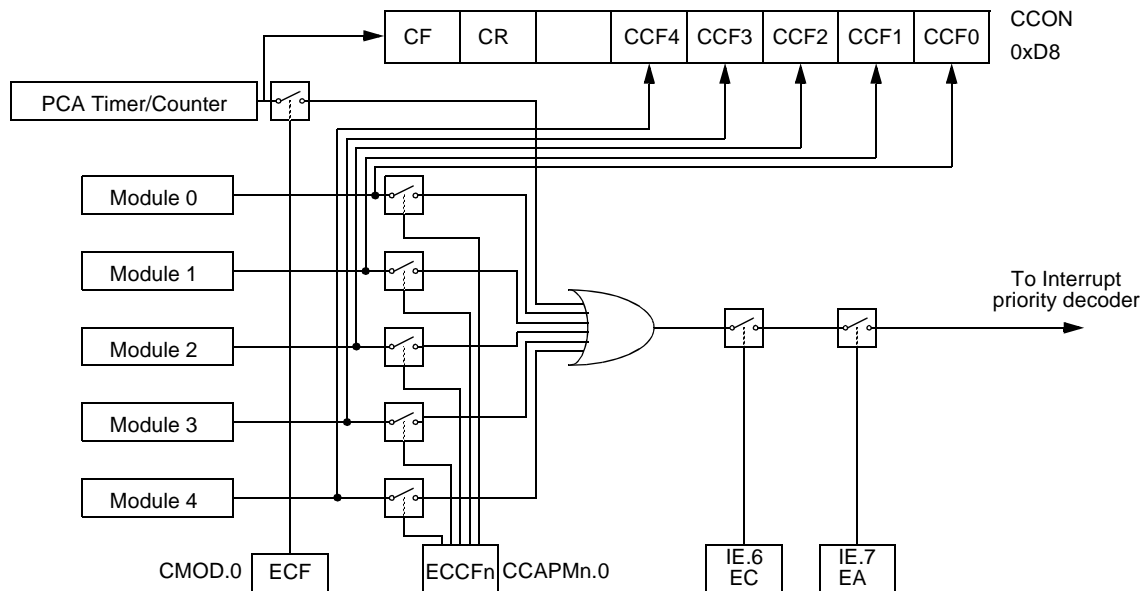 CF CR CCF4 CCF3 CCF2 CCF1 CCF0
CCON
0xD8
PCA Timer/Counter
Module 0
Module 1
Module 2
Module 3
Module 4
To Interrupt
priority decoder
CMOD.0 ECF
ECCFn CCAPMn.0
IE.6
EC
IE.7
EA